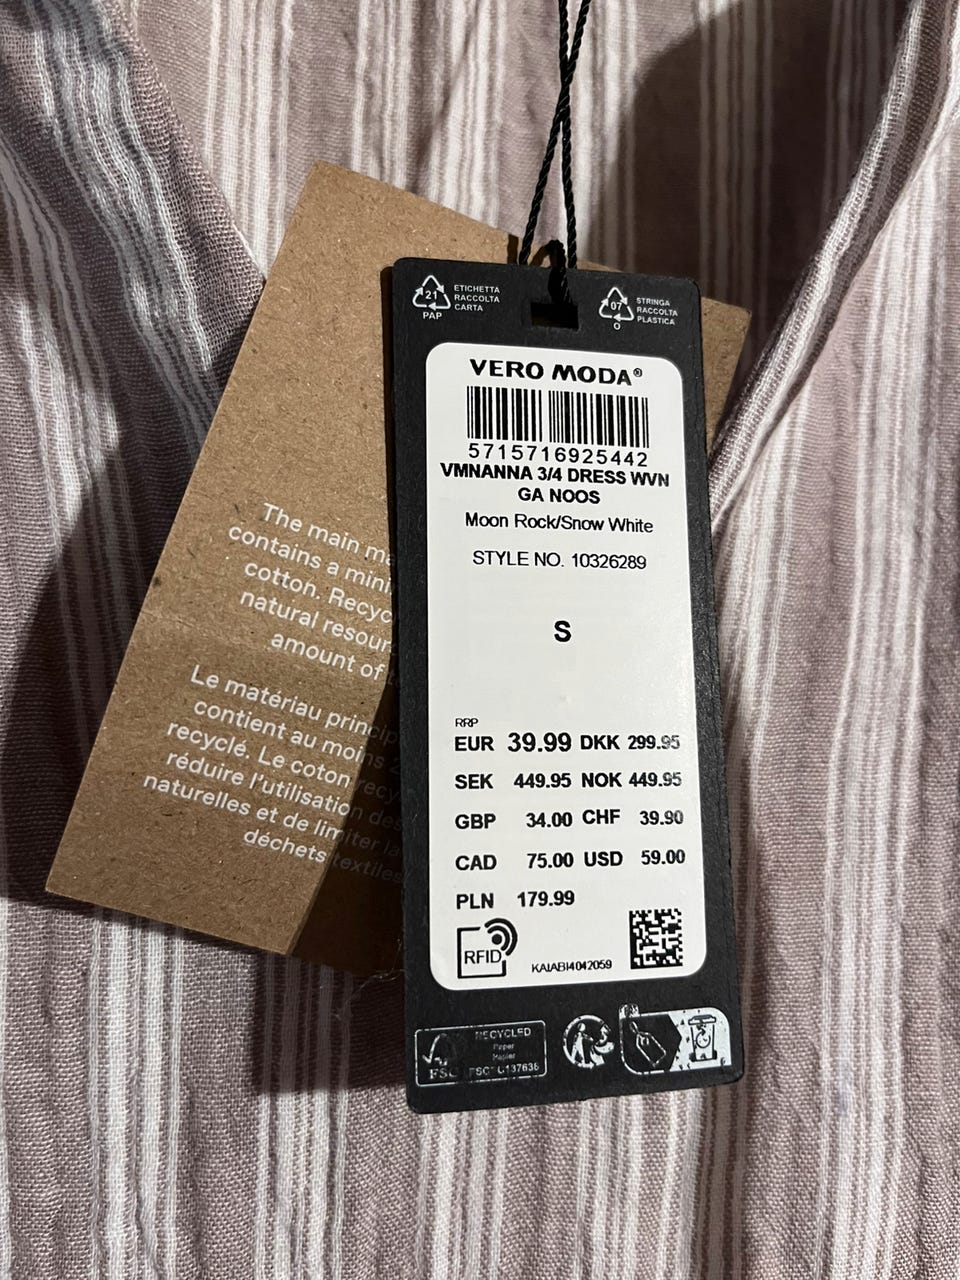 21
PAP
ETICHETTA
RACCOLTA
CARTA
07
O
STRINGA
RACCOLTA
PLASTICA
VERO MODA®
5715716925442
VMNANNA 3/4 DRESS WVN
GA NOOS
Moon Rock/Snow White
STYLE NO. 10326289
S
RRP
EUR 39.99 DKK 299.95
SEK 449.95 NOK 449.95
GBP 34.00 CHF 39.90
CAD 75.00 USD 59.00
PLN 179.99
RFID
KAIABI4042059
FSC
RECYCLED
Paper
Papier
The main
contains a
cotton.
natural
amount of
Le matériau
contient au moins
recyclé. Le coton
réduire l'utilisation des
naturelles et de limiter
déchets textiles